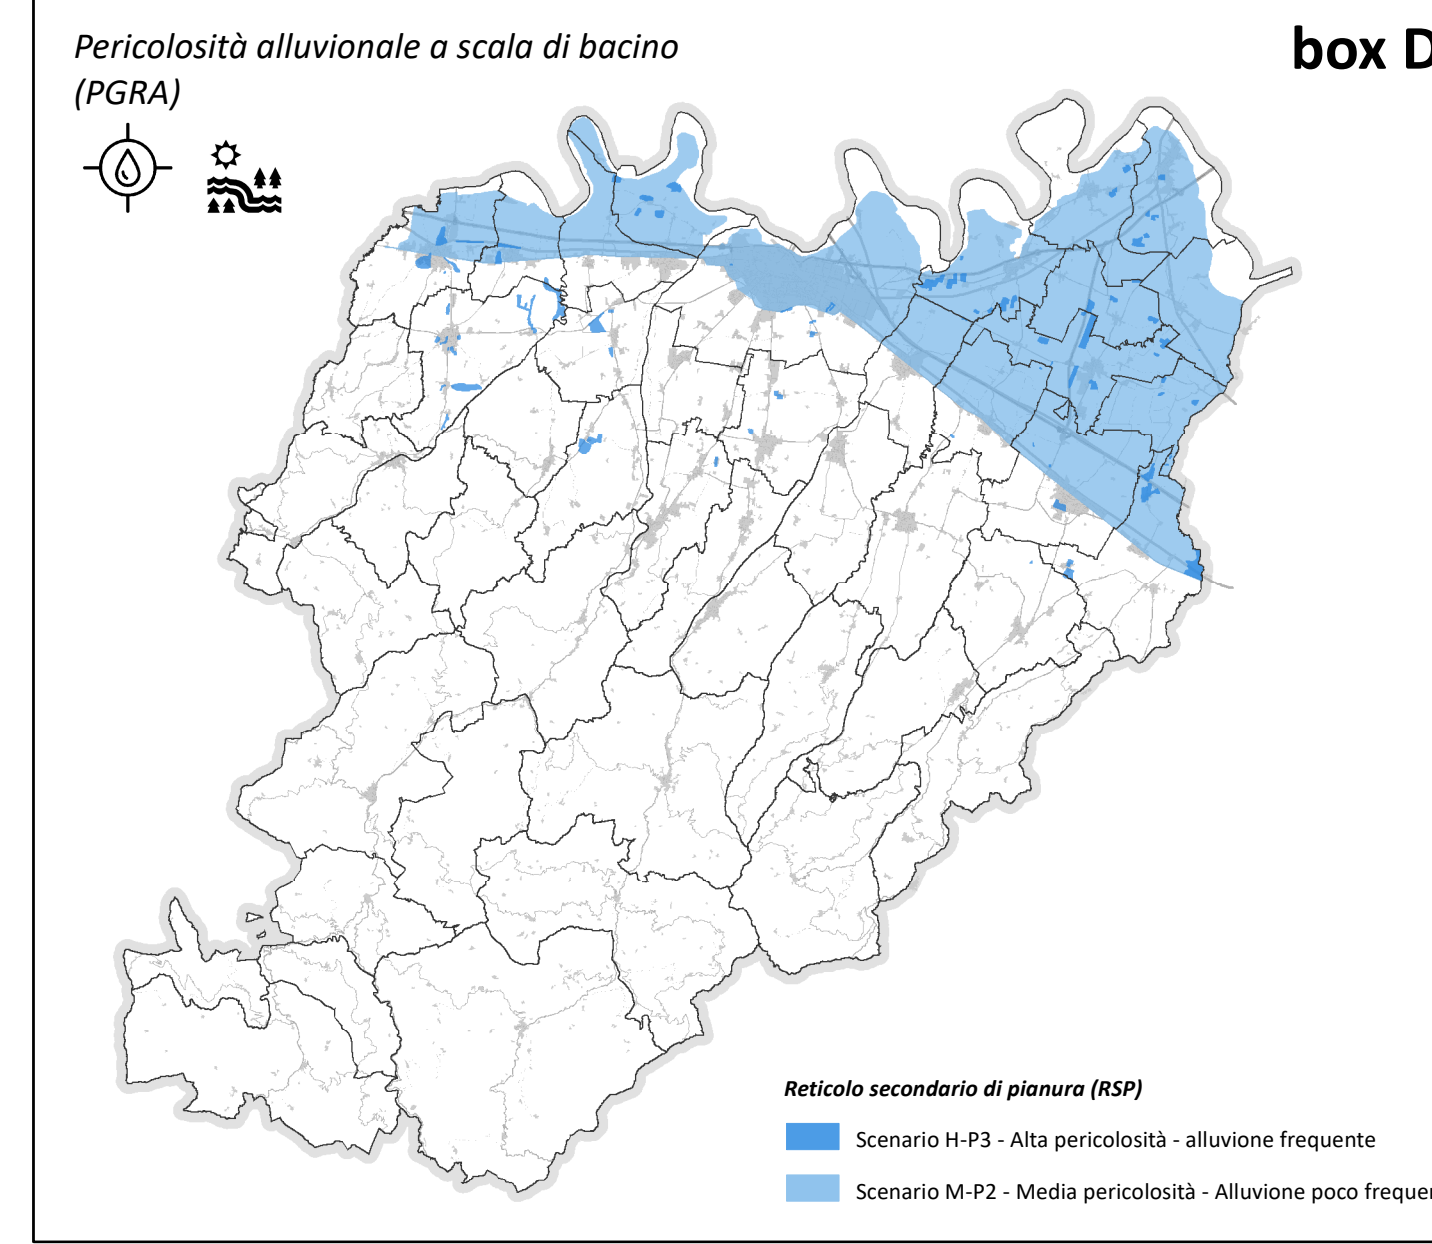 Pericolosità alluvionale a scala di bacino
(PGRA)
box D
Reticolo secondario di pianura (RSP)
Scenario H-P3 - Alta pericolosità - alluvione frequente
Scenario M-P2 - Media pericolosità - Alluvione poco